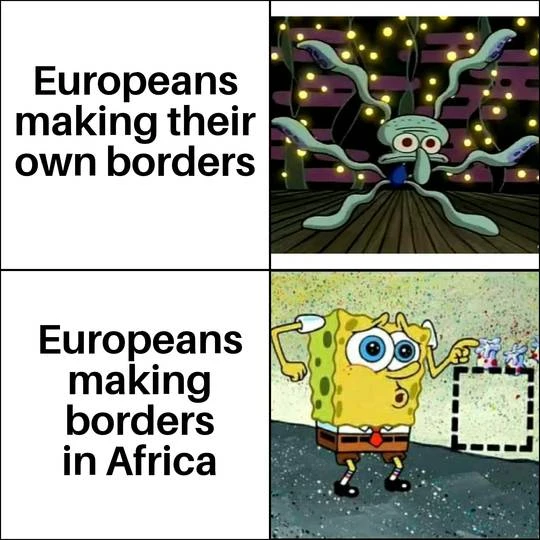 Europeans
making their
own borders
Europeans
making
borders
in Africa